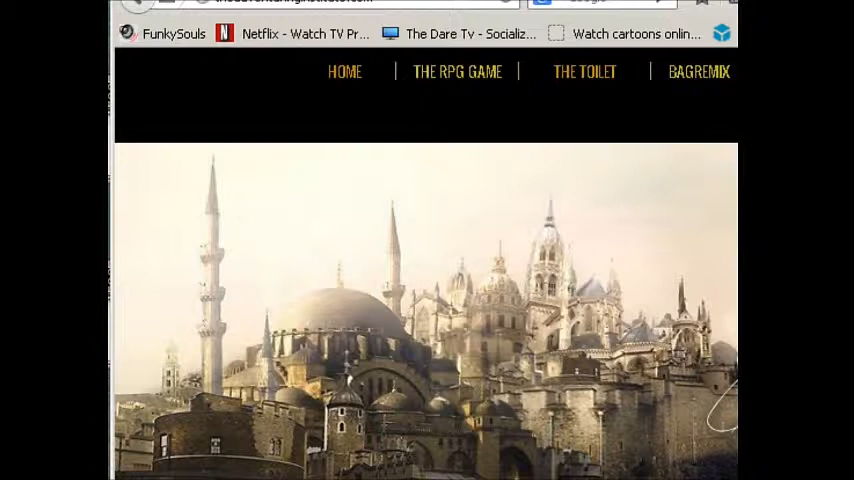 FunkySouls Netflix - Watch TV Pr... The Dare Tv - Socializ... Watch cartoons onlin...
HOME THE RPG GAME THE TOILET BAGREMIX